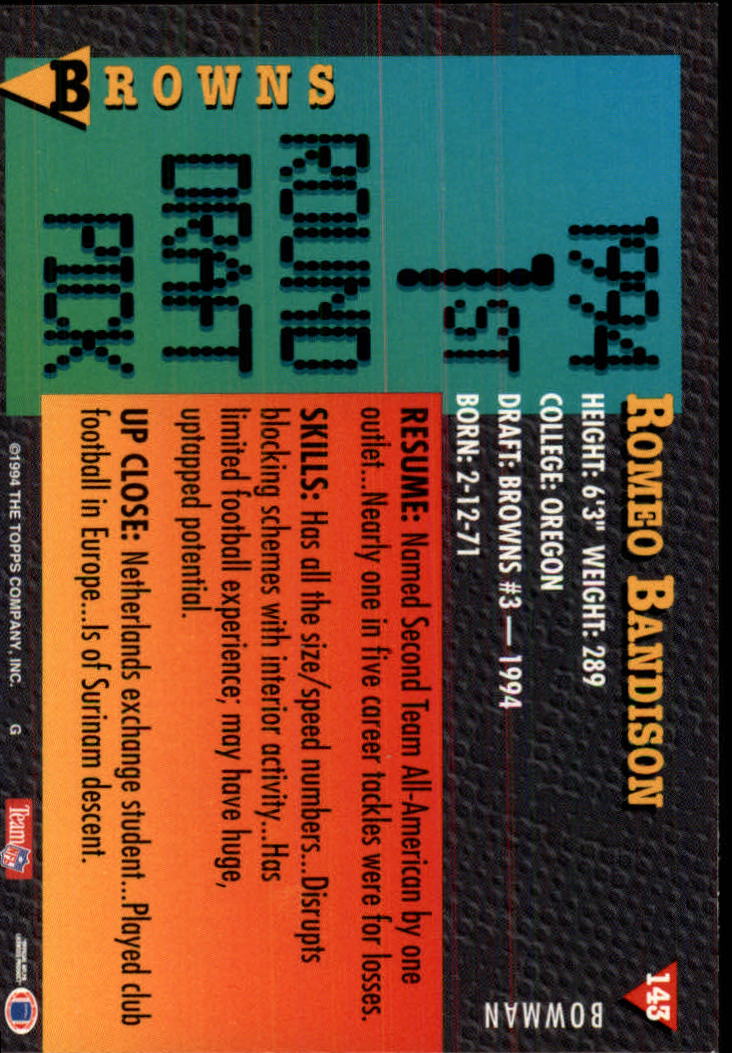 143
BOWMAN
ROMEO BANDISON
HEIGHT: 6'3" WEIGHT: 289
COLLEGE: OREGON
DRAFT: BROWNS #3 — 1994
BORN: 2-12-71
1994
1ST
ROUND
DRAFT
PICK
BROWNS
RESUME: Named Second Team All-American by one
outlet...Nearly one in five career tackles were for losses.
SKILLS: Has all the size/speed numbers...Disrupts
blocking schemes with interior activity...Has
limited football experience; may have huge,
uptapped potential.
UP CLOSE: Netherlands exchange student...Played club
football in Europe...Is of Surinam descent.
©1994 THE TOPPS COMPANY, INC. G
Team NFL